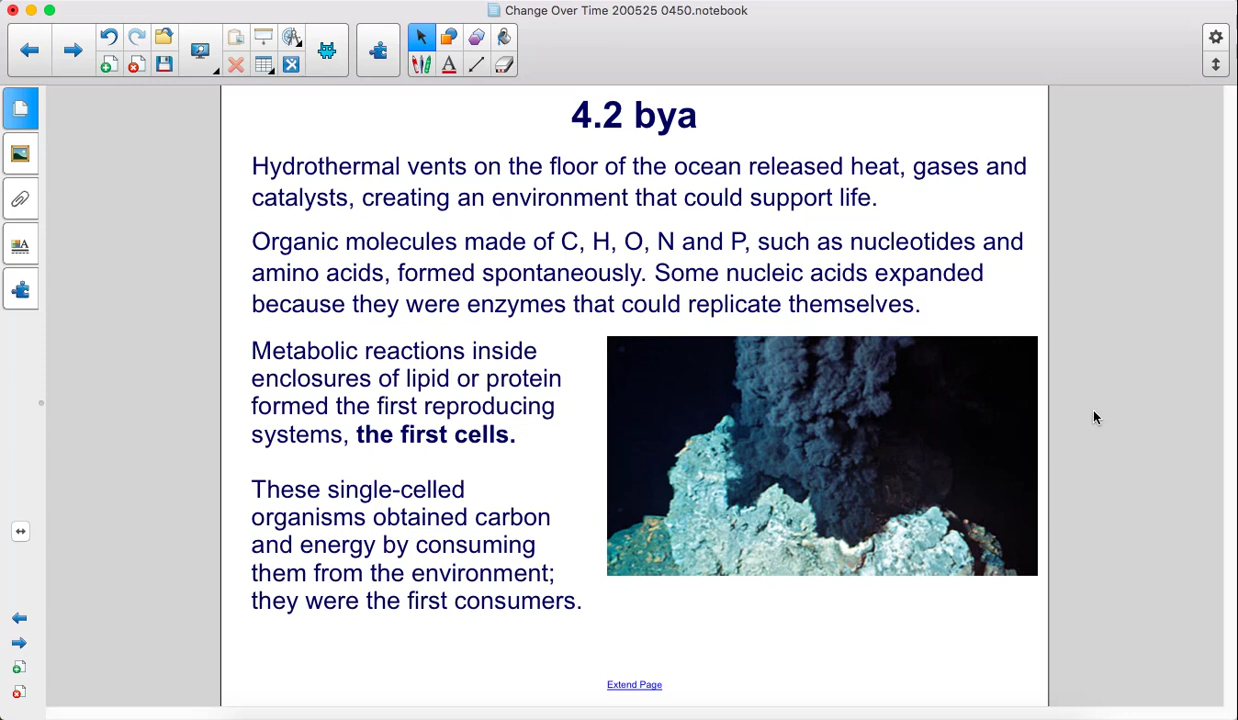 Change Over Time 200525 0450.notebook
4.2 bya
Hydrothermal vents on the floor of the ocean released heat, gases and
catalysts, creating an environment that could support life.
Organic molecules made of C, H, O, N and P, such as nucleotides and
amino acids, formed spontaneously. Some nucleic acids expanded
because they were enzymes that could replicate themselves.
Metabolic reactions inside
enclosures of lipid or protein
formed the first reproducing
systems, the first cells.
These single-celled
organisms obtained carbon
and energy by consuming
them from the environment;
they were the first consumers.
Extend Page